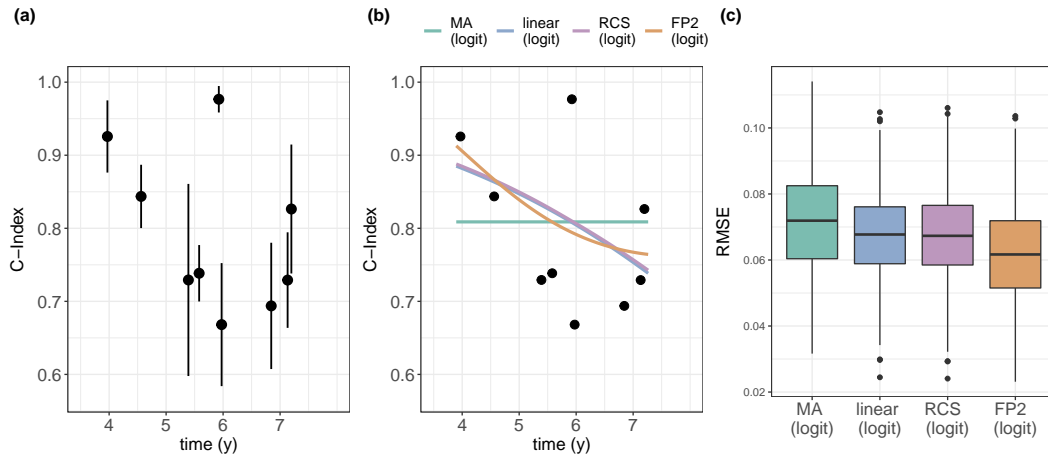 (a)
C−Index
1.0
0.9
0.8
0.7
0.6
4
5
6
7
time (y)
(b)
MA
(logit)
linear
(logit)
RCS
(logit)
FP2
(logit)
C−Index
1.0
0.9
0.8
0.7
0.6
4
5
6
7
time (y)
(c)
RMSE
0.10
0.08
0.06
0.04
0.02
MA
(logit)
linear
(logit)
RCS
(logit)
FP2
(logit)